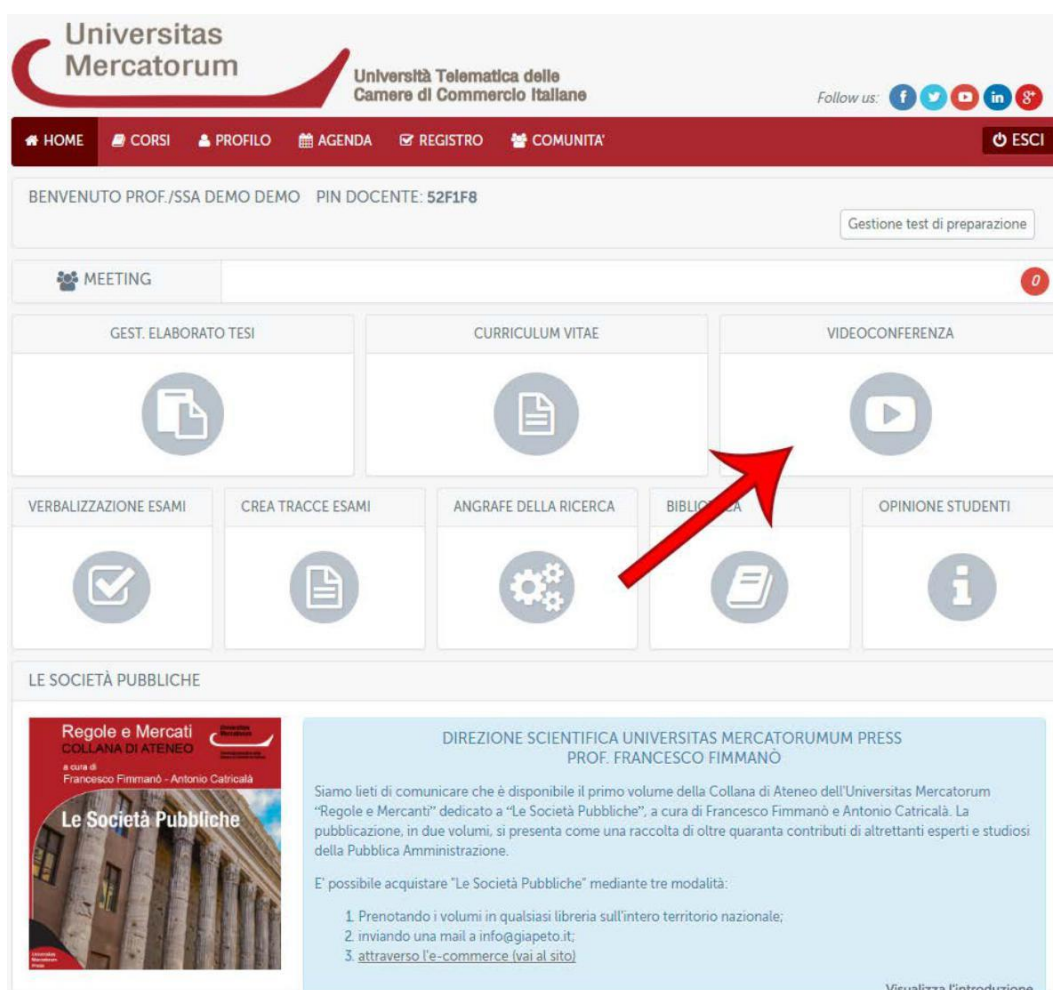 Universitas
Mercatorum
Università Telematica delle
Camere di Commercio Italiane
Follow us:
HOME CORSI PROFILO AGENDA REGISTRO COMUNITA' ESCI
BENVENUTO PROF./SSA DEMO DEMO PIN DOCENTE: 52F1F8
Gestione test di preparazione
MEETING 0
GEST. ELABORATO TESI CURRICULUM VITAE VIDEOCONFERENZA
VERBALIZZAZIONE ESAMI CREA TRACCE ESAMI ANGRAFE DELLA RICERCA OPINIONE STUDENTI
LE SOCIETÀ PUBBLICHE
Regole e Mercati
COLLANA DI ATENEO
a cura di
Francesco Fimmanò - Antonio Catricalà
Le Società Pubbliche
DIREZIONE SCIENTIFICA UNIVERSITAS MERCATORUMUM PRESS
PROF. FRANCESCO FIMMANÒ
Siamo lieti di comunicare che è disponibile il primo volume della Collana di Ateneo dell'Universitas Mercatorum
“Regole e Mercanti” dedicato a “Le Società Pubbliche”, a cura di Francesco Fimmanò e Antonio Catricalà. La
pubblicazione, in due volumi, si presenta come una raccolta di oltre quaranta contributi di altrettanti esperti e studiosi
della Pubblica Amministrazione.
E' possibile acquistare "Le Società Pubbliche" mediante tre modalità:
1. Prenotando i volumi in qualsiasi libreria sull'intero territorio nazionale;
2. inviando una mail a info@giapeto.it;
3. attraverso l'e-commerce (vai al sito)
Visualizza l'introduzione